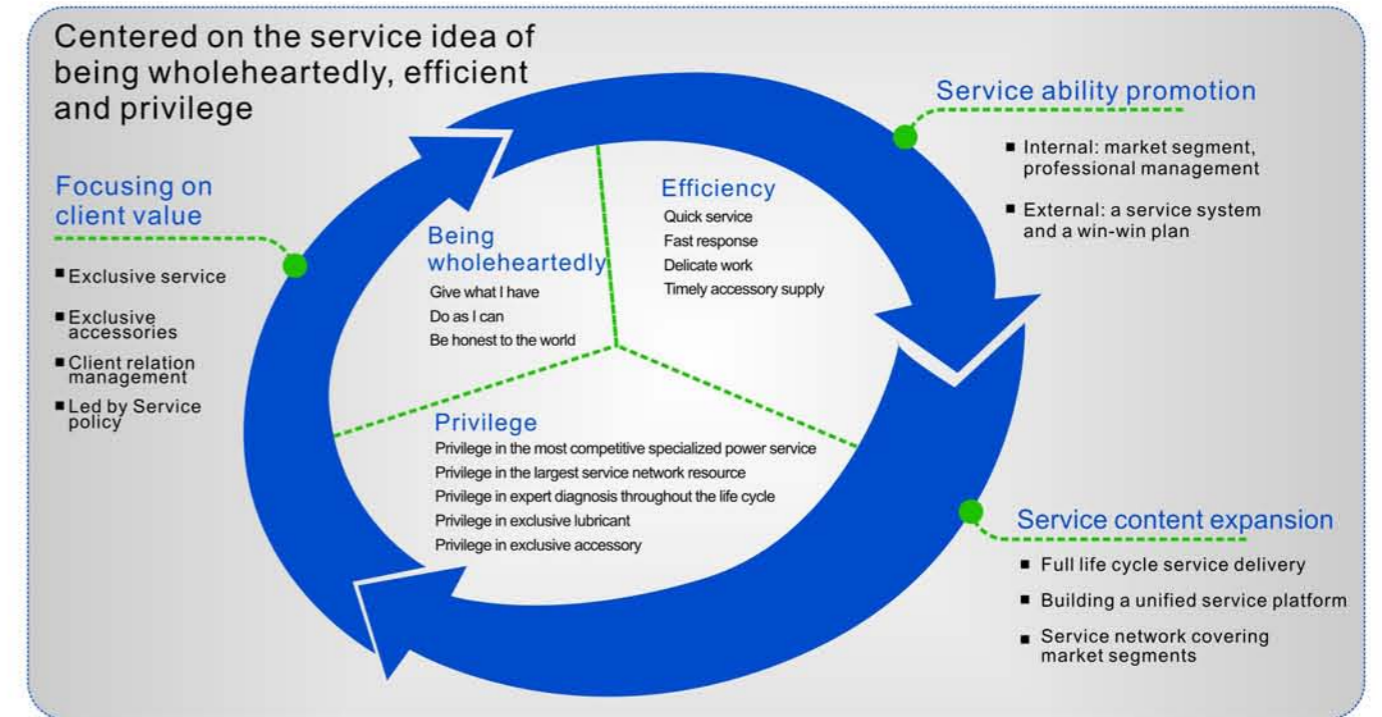 Centered on the service idea of
being wholeheartedly, efficient
and privilege
Focusing on
client value
■ Exclusive service
■ Exclusive
accessories
■ Client relation
management
■ Led by Service
policy
Being
wholeheartedly
Give what I have
Do as I can
Be honest to the world
Efficiency
Quick service
Fast response
Delicate work
Timely accessory supply
Privilege
Privilege in the most competitive specialized power service
Privilege in the largest service network resource
Privilege in expert diagnosis throughout the life cycle
Privilege in exclusive lubricant
Privilege in exclusive accessory
Service ability promotion
■ Internal: market segment,
professional management
■ External: a service system
and a win-win plan
Service content expansion
■ Full life cycle service delivery
■ Building a unified service platform
■ Service network covering
market segments